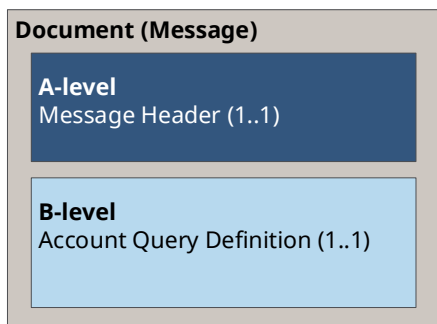 Document (Message)
A-level
Message Header (1..1)
B-level
Account Query Definition (1..1)